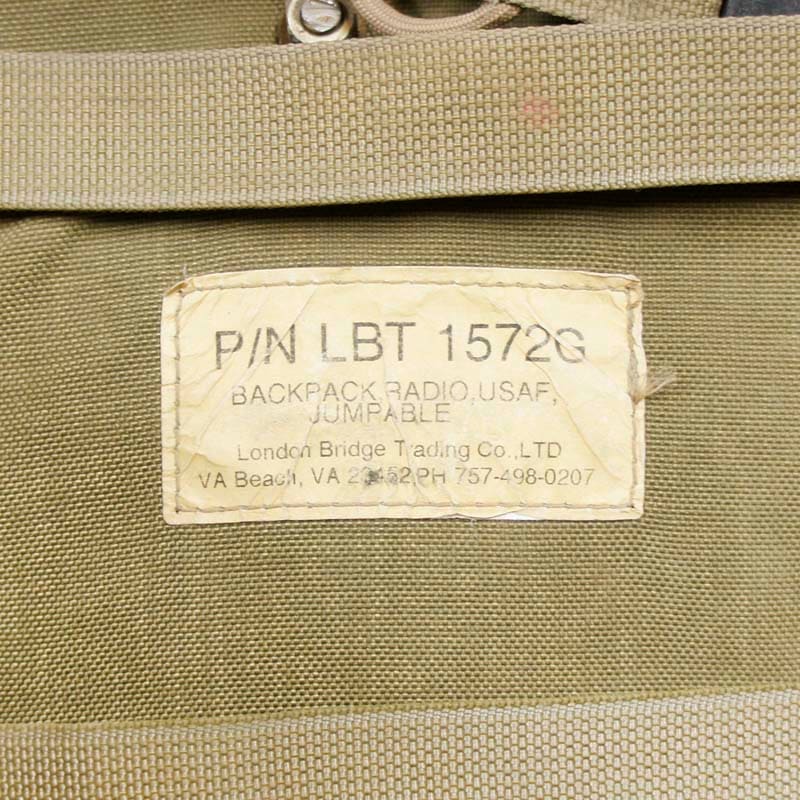 P/N LBT 1572G
BACKPACK,RADIO,USAF,
JUMPABLE
London Bridge Trading Co.,LTD
VA Beach, VA 23452,PH 757-498-0207